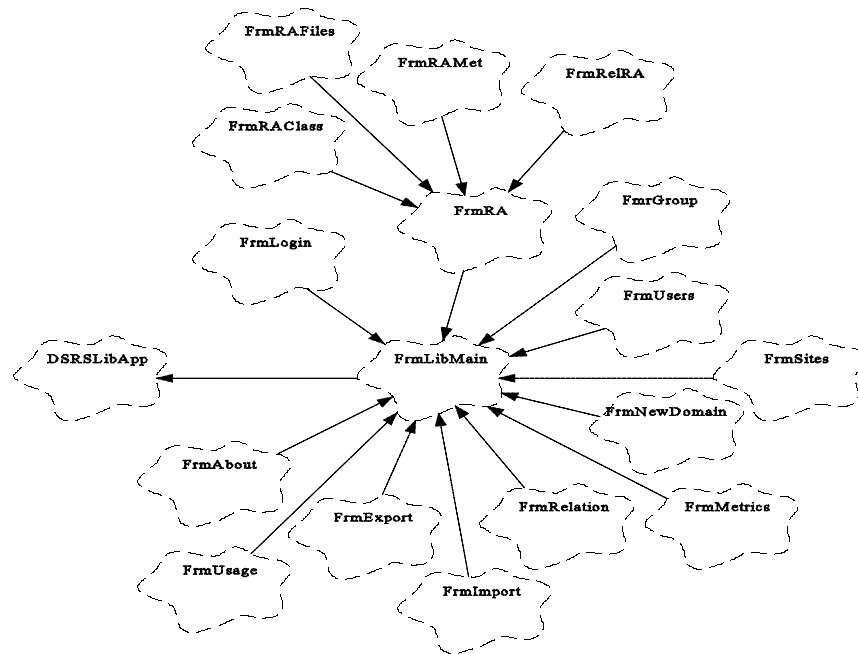 FrmRAFiles
FrmRAMet
FrmRelRA
FrmRAClass
FrmRA
FmrGroup
FrmLogin
FrmUsers
DSRSLibApp
FrmLibMain
FrmSites
FrmNewDomain
FrmAbout
FrmExport
FrmRelation
FrmMetrics
FrmUsage
FrmImport